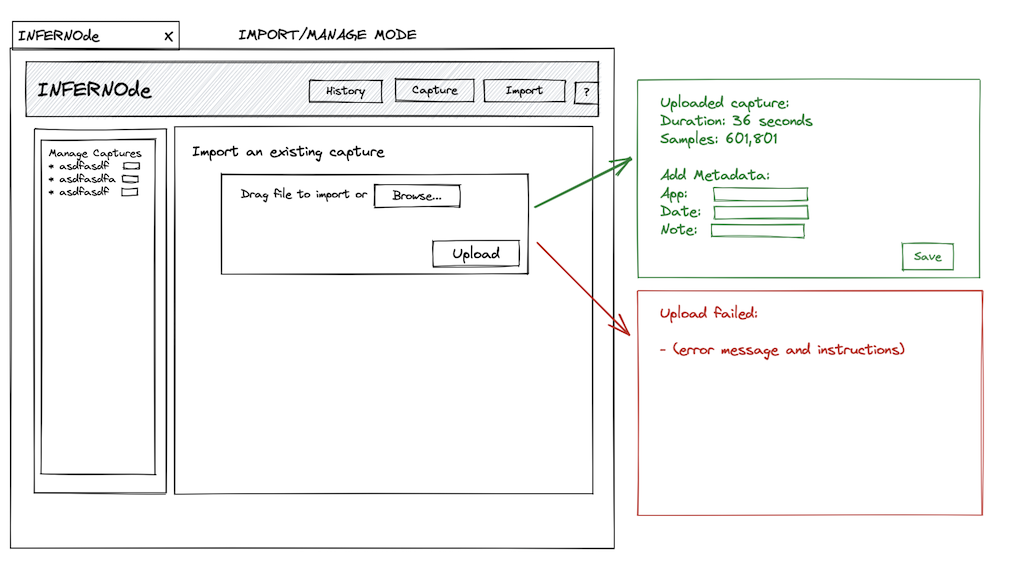 INFERNOde x
IMPORT/MANAGE MODE
INFERNOde
History
Capture
Import
?
Manage Captures
* asdfasdf
* asdfasdfa
* asdfasdf
Import an existing capture
Drag file to import or Browse...
Upload
Uploaded capture:
Duration: 36 seconds
Samples: 601,801
Add Metadata:
App:
Date:
Note:
Save
Upload failed:
- (error message and instructions)